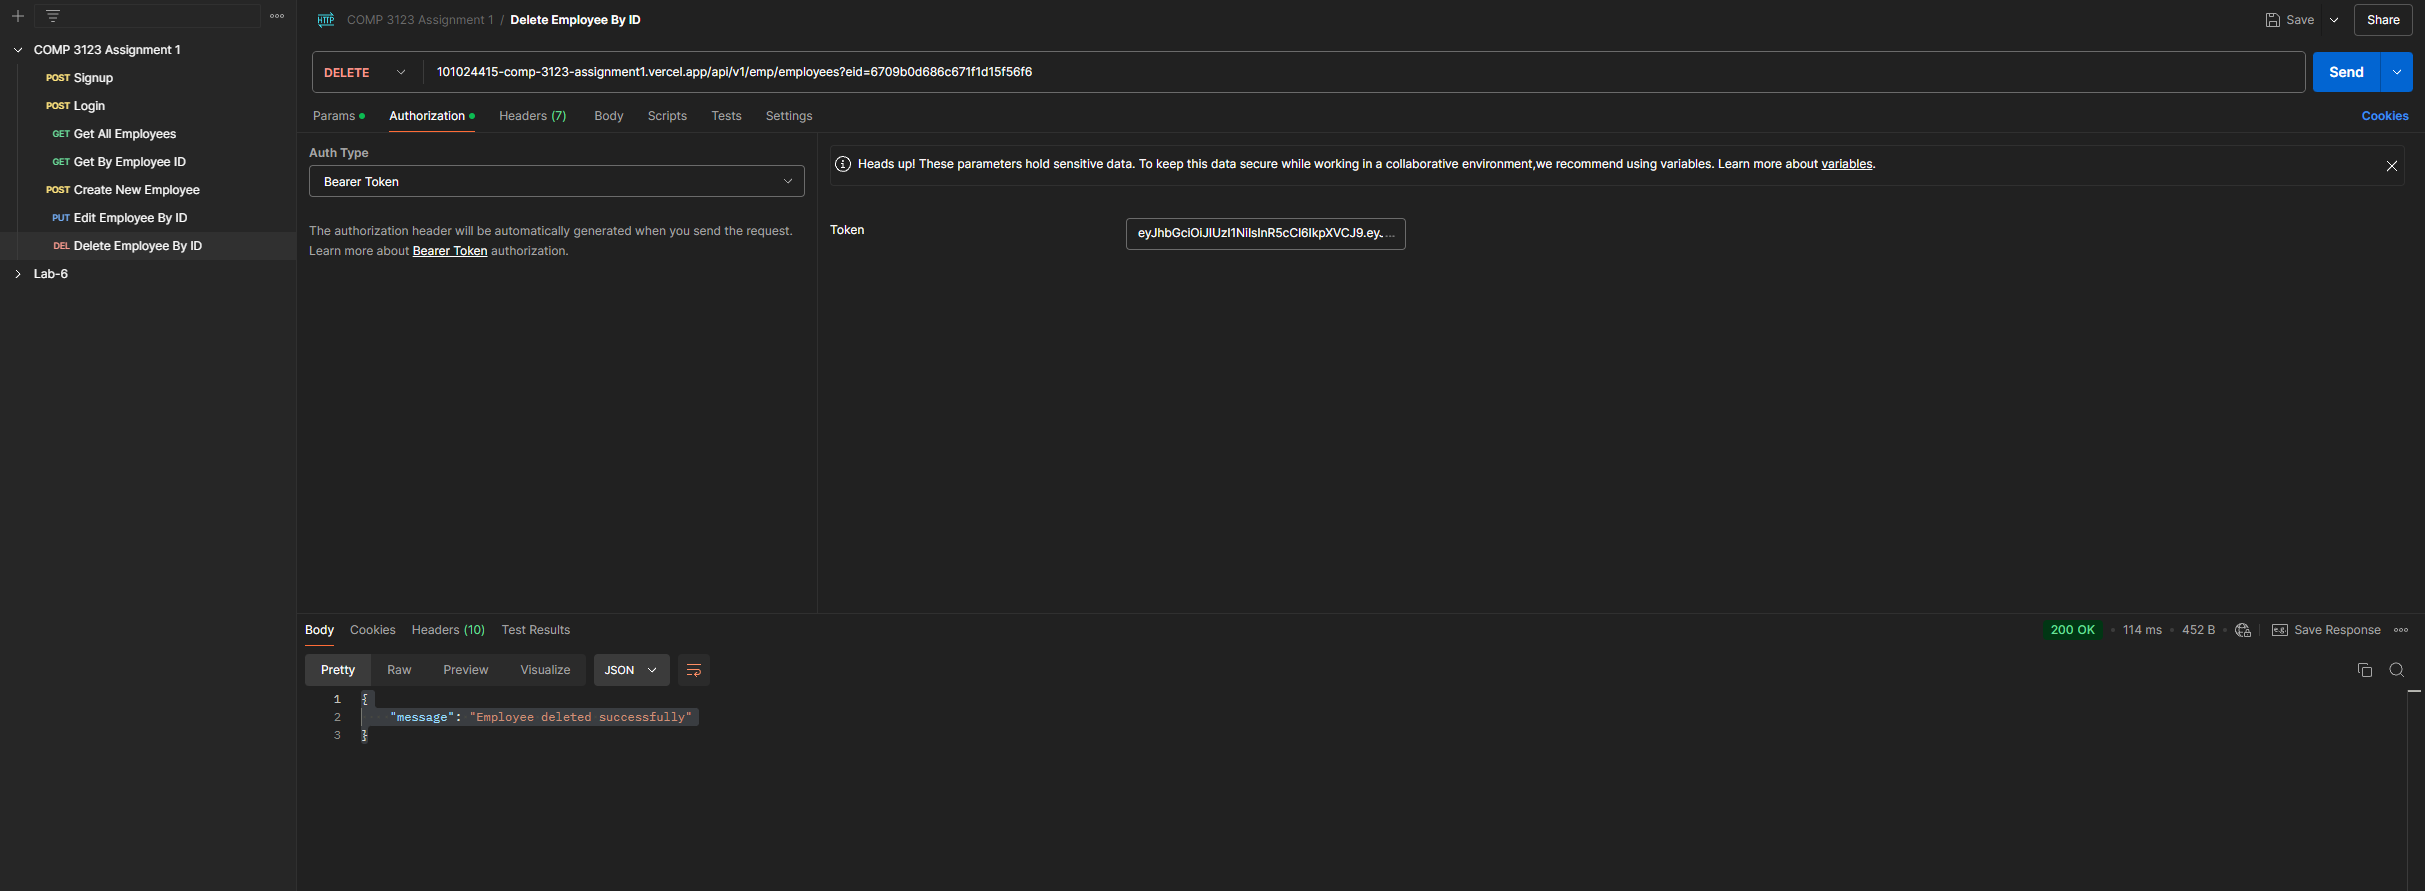 COMP 3123 Assignment 1 / Delete Employee By ID
Save
Share
COMP 3123 Assignment 1
POST Signup
POST Login
GET Get All Employees
GET Get By Employee ID
POST Create New Employee
PUT Edit Employee By ID
DEL Delete Employee By ID
Lab-6
DELETE 101024415-comp-3123-assignment1.vercel.app/api/v1/emp/employees?eid=6709b0d686c671f1d15f56f6
Send
Params Authorization Headers (7) Body Scripts Tests Settings
Cookies
Auth Type
Bearer Token
The authorization header will be automatically generated when you send the request.
Learn more about Bearer Token authorization.
Heads up! These parameters hold sensitive data. To keep this data secure while working in a collaborative environment,we recommend using variables. Learn more about variables.
Token
eyJhbGciOiJIUzI1NiIsInR5cCI6IkpXVCJ9.eyJ...
Body Cookies Headers (10) Test Results
200 OK • 114 ms • 452 B
Save Response
Pretty Raw Preview Visualize JSON
1 {
2 "message": "Employee deleted successfully"
3 }